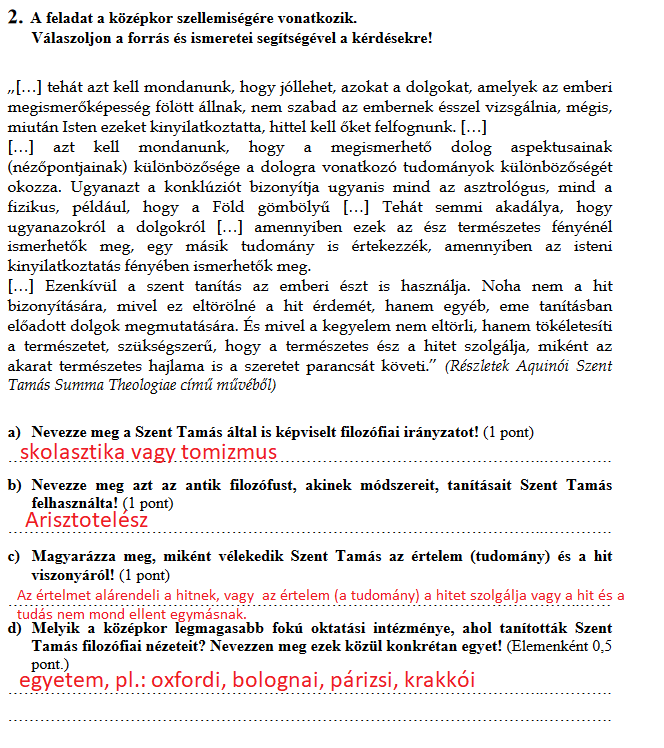 2. A feladat a középkor szellemiségére vonatkozik.
Válaszoljon a forrás és ismeretei segítségével a kérdésekre!
„[…] tehát azt kell mondanunk, hogy jóllehet, azokat a dolgokat, amelyek az emberi
megismerőképesség fölött állnak, nem szabad az embernek ésszel vizsgálnia, mégis,
miután Isten ezeket kinyilatkoztatta, hittel kell őket felfognunk. […]
[…] azt kell mondanunk, hogy a megismerhető dolog aspektusainak
(nézőpontjainak) különbözősége a dologra vonatkozó tudományok különbözőségét
okozza. Ugyanazt a konklúziót bizonyítja ugyanis mind az asztrológus, mind a
fizikus, például, hogy a Föld gömbölyű […] Tehát semmi akadálya, hogy
ugyanazokról a dolgokról […] amennyiben ezek az ész természetes fényénél
ismerhetők meg, egy másik tudomány is értekezzék, amennyiben az isteni
kinyilatkoztatás fényében ismerhetők meg.
[…] Ezenkívül a szent tanítás az emberi észt is használja. Noha nem a hit
bizonyítására, mivel ez eltörölné a hit érdemét, hanem egyéb, eme tanításban
előadott dolgok megmutatására. És mivel a kegyelem nem eltörli, hanem tökéletesíti
a természetet, szükségszerű, hogy a természetes ész a hitet szolgálja, miként az
akarat természetes hajlama is a szeretet parancsát követi.” (Részletek Aquinói Szent
Tamás Summa Theologiae című művéből)
a) Nevezze meg a Szent Tamás által is képviselt filozófiai irányzatot! (1 pont)
skolasztika vagy tomizmus
b) Nevezze meg azt az antik filozófust, akinek módszereit, tanításait Szent Tamás
felhasználta! (1 pont)
Arisztotelész
c) Magyarázza meg, miként vélekedik Szent Tamás az értelem (tudomány) és a hit
viszonyáról! (1 pont)
Az értelmet alárendeli a hitnek, vagy az értelem (a tudomány) a hitet szolgálja vagy a hit és a
tudás nem mond ellent egymásnak.
d) Melyik a középkor legmagasabb fokú oktatási intézménye, ahol tanították Szent
Tamás filozófiai nézeteit? Nevezzen meg ezek közül konkrétan egyet! (Elemenként 0,5
pont.)
egyetem, pl.: oxfordi, bolognai, párizsi, krakkói